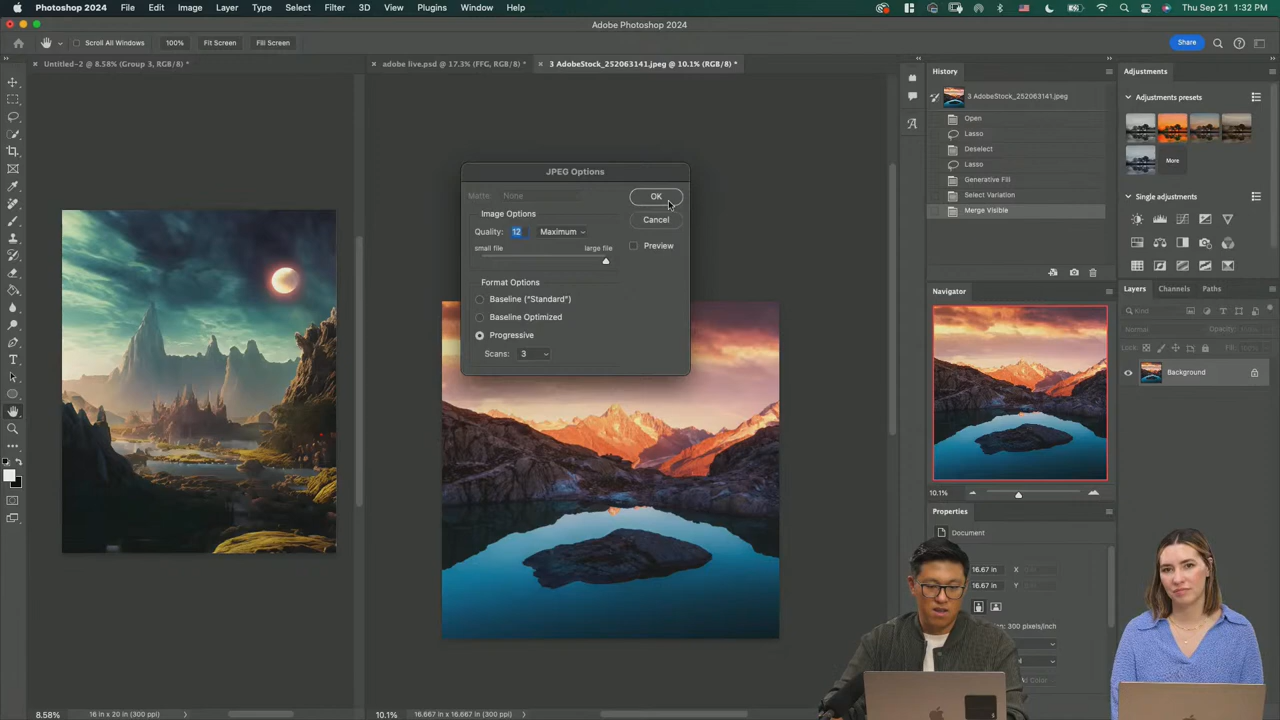 Photoshop 2024 File Edit Image Layer Type Select Filter 3D View Plugins Window Help Thu Sep 21 1:32 PM
Adobe Photoshop 2024
Scroll All Windows 100% Fit Screen Fill Screen Share
Untitled-2 @ 8.58% (Group 3, RGB/8) * adobe live.psd @ 17.3% (FFG, RGB/8) * 3 AdobeStock_252063141.jpeg @ 10.1% (RGB/8) *
History
3 AdobeStock_252063141.jpeg
Open
Lasso
Deselect
Lasso
Generative Fill
Select Variation
Merge Visible
Adjustments
Adjustments presets
More
Single adjustments
JPEG Options
Matte: None
OK
Image Options
Cancel
Quality: 12 Maximum
Preview
small file large file
Format Options
Baseline ("Standard")
Baseline Optimized
Progressive
Scans: 3
Navigator
10.1%
Layers Channels Paths
Kind
Normal Opacity:
Lock: Fill:
Background
Properties
Document
16.67 in X
16.67 in Y
300 pixels/inch
8.58% 16 in x 20 in (300 ppi)
10.1% 16.667 in x 16.667 in (300 ppi)